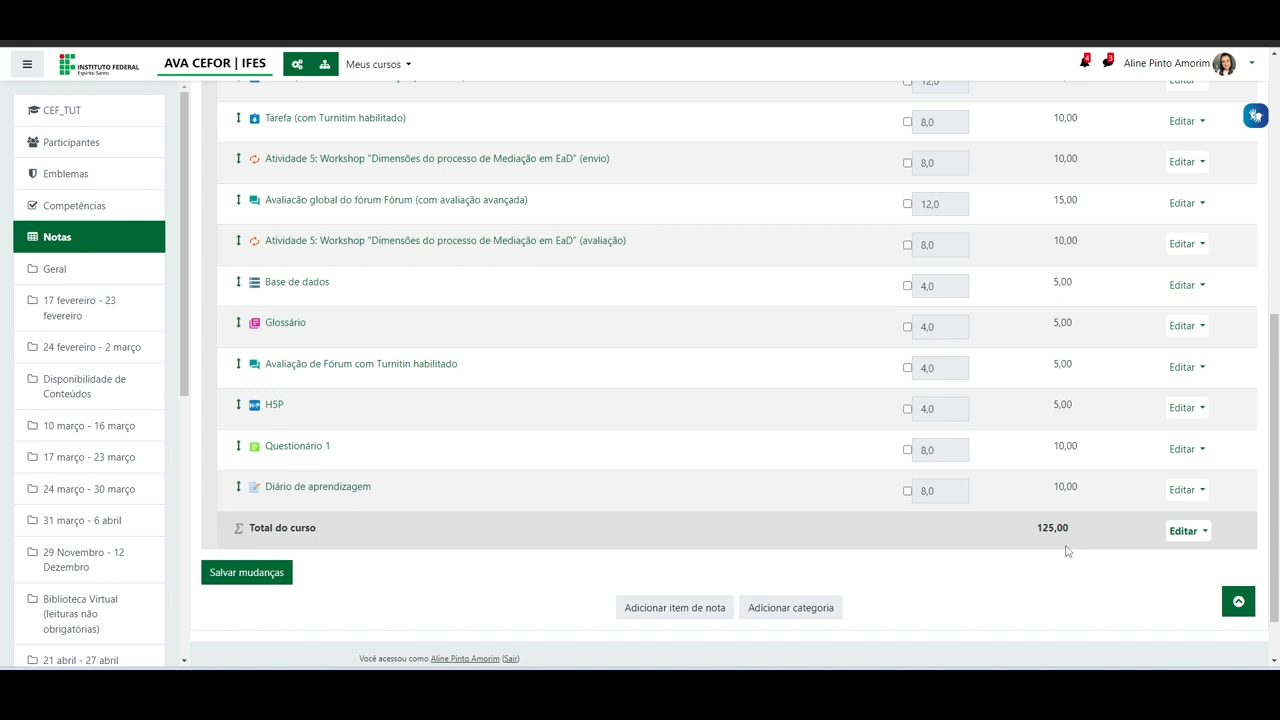 INSTITUTO FEDERAL
Espírito Santo
AVA CEFOR | IFES
Meus cursos
4
3
Aline Pinto Amorim
CEF_TUT
Participantes
Emblemas
Competências
Notas
Geral
17 fevereiro - 23
fevereiro
24 fevereiro - 2 março
Disponibilidade de
Conteúdos
10 março - 16 março
17 março - 23 março
24 março - 30 março
31 março - 6 abril
29 Novembro - 12
Dezembro
Biblioteca Virtual
(leituras não
obrigatórias)
21 abril - 27 abril
12,0 Editar
Tarefa (com Turnitim habilitado) 8,0 10,00 Editar
Atividade 5: Workshop "Dimensões do processo de Mediação em EaD" (envio) 8,0 10,00 Editar
Avaliacão global do fórum Fórum (com avaliação avançada) 12,0 15,00 Editar
Atividade 5: Workshop "Dimensões do processo de Mediação em EaD" (avaliação) 8,0 10,00 Editar
Base de dados 4,0 5,00 Editar
Glossário 4,0 5,00 Editar
Avaliação de Fórum com Turnitin habilitado 4,0 5,00 Editar
H5P H5P 4,0 5,00 Editar
Questionário 1 8,0 10,00 Editar
Diário de aprendizagem 8,0 10,00 Editar
Σ Total do curso 125,00 Editar
Salvar mudanças
Adicionar item de nota Adicionar categoria
Você acessou como Aline Pinto Amorim (Sair)